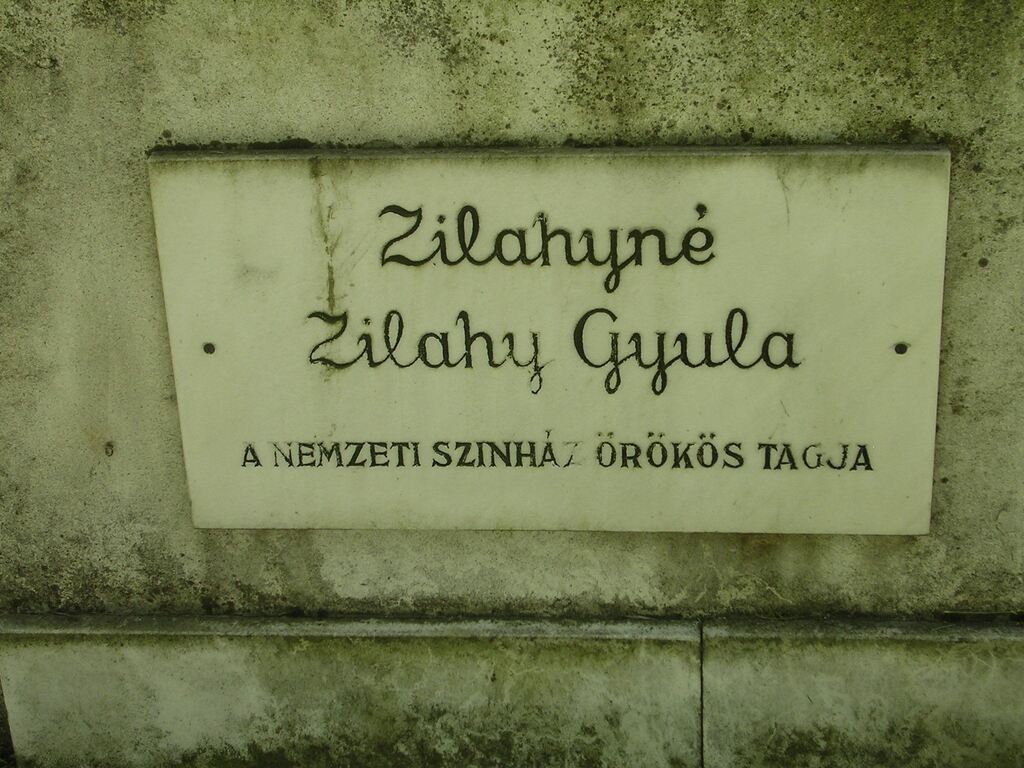 Zilahyné
Zilahy Gyula
A NEMZETI SZINHÁZ ÖRÖKÖS TAGJA